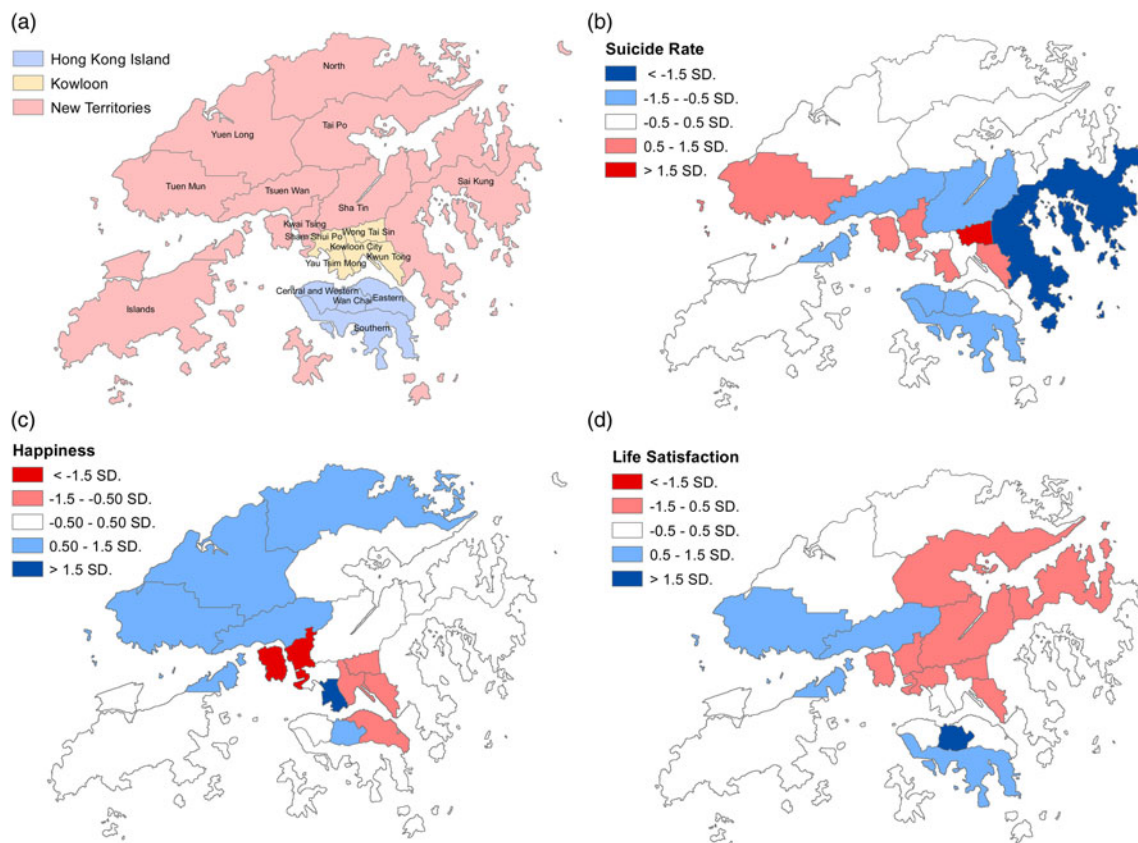 (a)
Hong Kong Island
Kowloon
New Territories
North
Tai Po
Yuen Long
Sai Kung
Tuen Mun
Tsuen Wan
Sha Tin
Kwai Tsing
Sham Shui Po
Wong Tai Sin
Kowloon City
Kwun Tong
Yau Tsim Mong
Central and Western
Wan Chai
Eastern
Islands
Southern
(b)
Suicide Rate
< -1.5 SD.
-1.5 - -0.5 SD.
-0.5 - 0.5 SD.
0.5 - 1.5 SD.
> 1.5 SD.
(c)
Happiness
< -1.5 SD.
-1.5 - -0.50 SD.
-0.50 - 0.50 SD.
0.50 - 1.5 SD.
> 1.5 SD.
(d)
Life Satisfaction
< -1.5 SD.
-1.5 - 0.5 SD.
-0.5 - 0.5 SD.
0.5 - 1.5 SD.
> 1.5 SD.